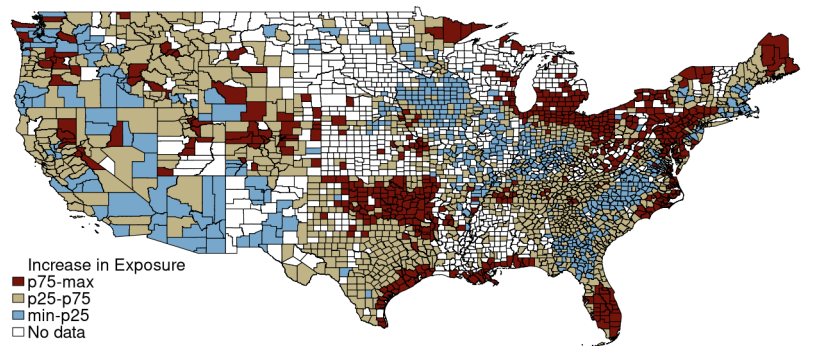 Increase in Exposure
p75-max
p25-p75
min-p25
No data